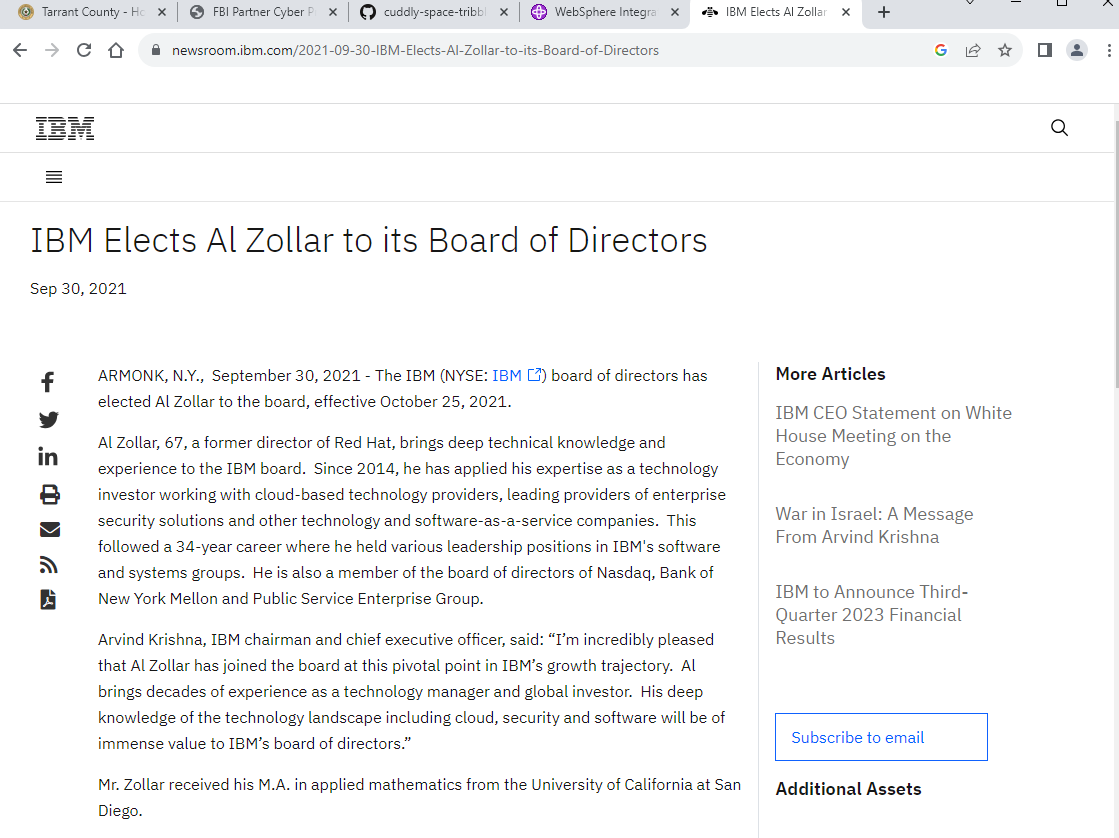 Tarrant County - Ho
FBI Partner Cyber P
cuddly-space-tribbl
WebSphere Integra
IBM Elects Al Zollar
newsroom.ibm.com/2021-09-30-IBM-Elects-Al-Zollar-to-its-Board-of-Directors
IBM
IBM Elects Al Zollar to its Board of Directors
Sep 30, 2021
ARMONK, N.Y.,  September 30, 2021 - The IBM (NYSE: IBM ) board of directors has
elected Al Zollar to the board, effective October 25, 2021.
Al Zollar, 67, a former director of Red Hat, brings deep technical knowledge and
experience to the IBM board.  Since 2014, he has applied his expertise as a technology
investor working with cloud-based technology providers, leading providers of enterprise
security solutions and other technology and software-as-a-service companies.  This
followed a 34-year career where he held various leadership positions in IBM's software
and systems groups.  He is also a member of the board of directors of Nasdaq, Bank of
New York Mellon and Public Service Enterprise Group.
Arvind Krishna, IBM chairman and chief executive officer, said: “I’m incredibly pleased
that Al Zollar has joined the board at this pivotal point in IBM’s growth trajectory.  Al
brings decades of experience as a technology manager and global investor.  His deep
knowledge of the technology landscape including cloud, security and software will be of
immense value to IBM’s board of directors.”
Mr. Zollar received his M.A. in applied mathematics from the University of California at San
Diego.
More Articles
IBM CEO Statement on White
House Meeting on the
Economy
War in Israel: A Message
From Arvind Krishna
IBM to Announce Third-
Quarter 2023 Financial
Results
Subscribe to email
Additional Assets